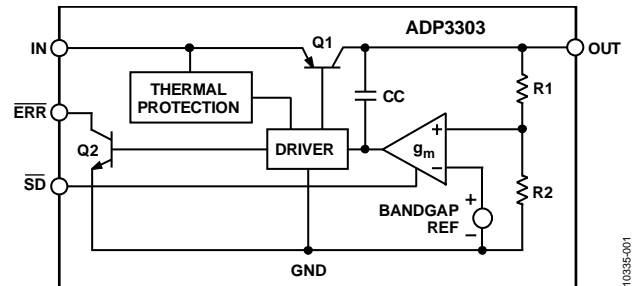 ADP3303
IN
Q1
OUT
THERMAL
PROTECTION
CC
R1
ERR
Q2
DRIVER
gm
+
−
SD
BANDGAP
REF
+
−
R2
GND
10335-001